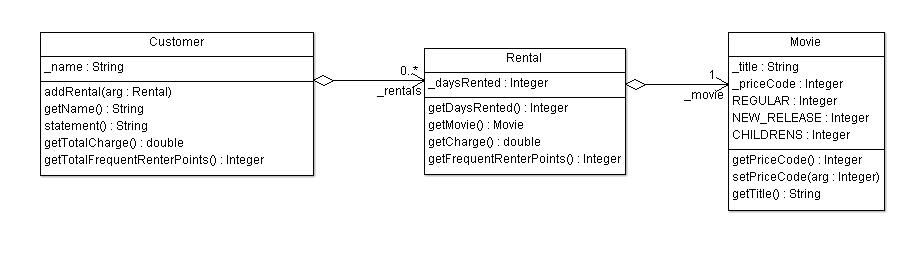 Customer
_name : String
addRental(arg : Rental)
getName() : String
statement() : String
getTotalCharge() : double
getTotalFrequentRenterPoints() : Integer
0..*
_rentals
Rental
_daysRented : Integer
getDaysRented() : Integer
getMovie() : Movie
getCharge() : double
getFrequentRenterPoints() : Integer
1
_movie
Movie
_title : String
_priceCode : Integer
REGULAR : Integer
NEW_RELEASE : Integer
CHILDRENS : Integer
getPriceCode() : Integer
setPriceCode(arg : Integer)
getTitle() : String